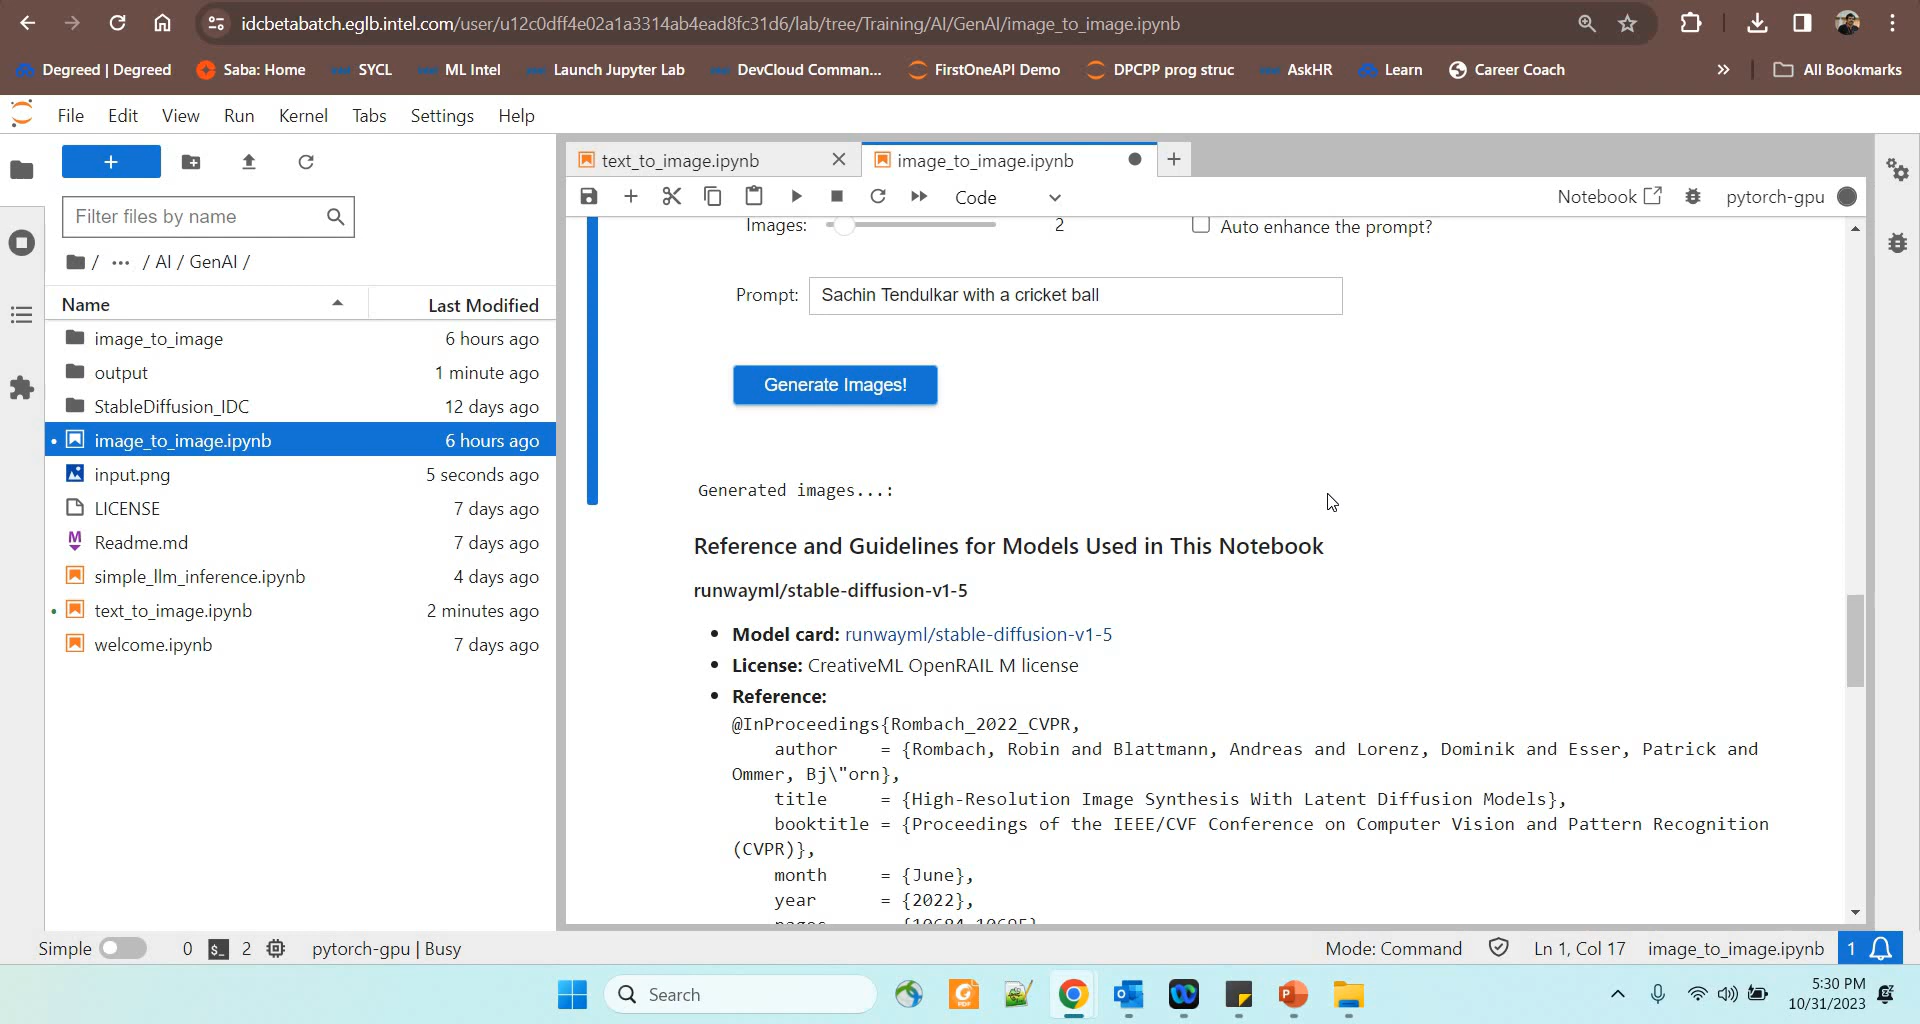 idcbetabatch.eglb.intel.com/user/u12c0dff4e02a1a3314ab4ead8fc31d6/lab/tree/Training/AI/GenAI/image_to_image.ipynb
Degreed | Degreed
Saba: Home
SYCL
ML Intel
Launch Jupyter Lab
DevCloud Comman...
FirstOneAPI Demo
DPCPP prog struc
AskHR
Learn
Career Coach
»
All Bookmarks
File Edit View Run Kernel Tabs Settings Help
text_to_image.ipynb
image_to_image.ipynb
Code
Notebook
pytorch-gpu
Filter files by name
/ ... / AI / GenAI /
Name Last Modified
image_to_image 6 hours ago
output 1 minute ago
StableDiffusion_IDC 12 days ago
image_to_image.ipynb 6 hours ago
input.png 5 seconds ago
LICENSE 7 days ago
Readme.md 7 days ago
simple_llm_inference.ipynb 4 days ago
text_to_image.ipynb 2 minutes ago
welcome.ipynb 7 days ago
Images: 2 Auto enhance the prompt?
Prompt: Sachin Tendulkar with a cricket ball
Generate Images!
Generated images...:
Reference and Guidelines for Models Used in This Notebook
runwayml/stable-diffusion-v1-5
• Model card: runwayml/stable-diffusion-v1-5
• License: CreativeML OpenRAIL M license
• Reference:
@InProceedings{Rombach_2022_CVPR,
author = {Rombach, Robin and Blattmann, Andreas and Lorenz, Dominik and Esser, Patrick and
Ommer, Bj\"orn},
title = {High-Resolution Image Synthesis With Latent Diffusion Models},
booktitle = {Proceedings of the IEEE/CVF Conference on Computer Vision and Pattern Recognition
(CVPR)},
month = {June},
year = {2022},
pages = {10684-10695}
Simple 0 2 pytorch-gpu | Busy
Mode: Command Ln 1, Col 17 image_to_image.ipynb 1
Search
5:30 PM
10/31/2023